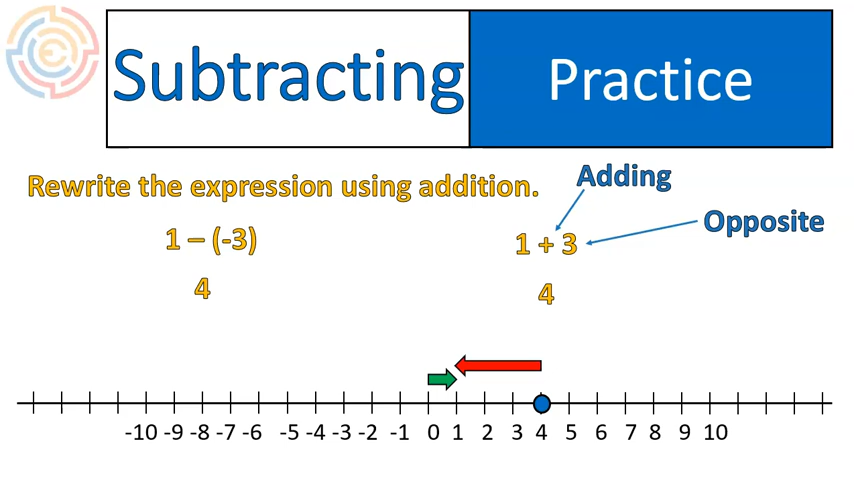 Subtracting Practice
Rewrite the expression using addition.
Adding
Opposite
1 – (-3)
1 + 3
4
4
-10 -9 -8 -7 -6 -5 -4 -3 -2 -1 0 1 2 3 4 5 6 7 8 9 10